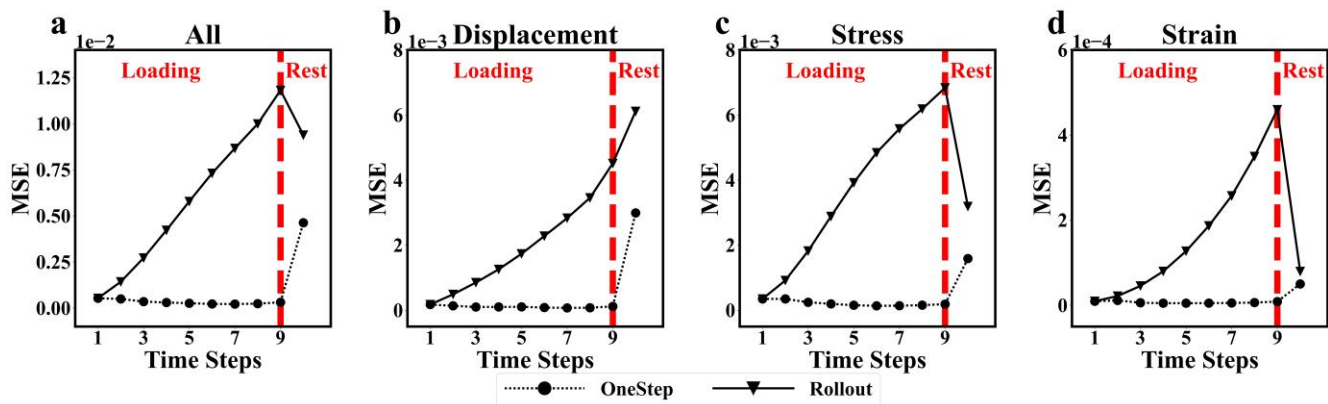 a
All
1e−2
Loading
Rest
1.25
1.00
0.75
0.50
0.25
0.00
MSE
1 3 5 7 9
Time Steps
b
Displacement
1e−3
Loading
Rest
8
6
4
2
0
MSE
1 3 5 7 9
Time Steps
c
Stress
1e−3
Loading
Rest
8
6
4
2
0
MSE
1 3 5 7 9
Time Steps
d
Strain
1e−4
Loading
Rest
6
4
2
0
MSE
1 3 5 7 9
Time Steps
OneStep Rollout